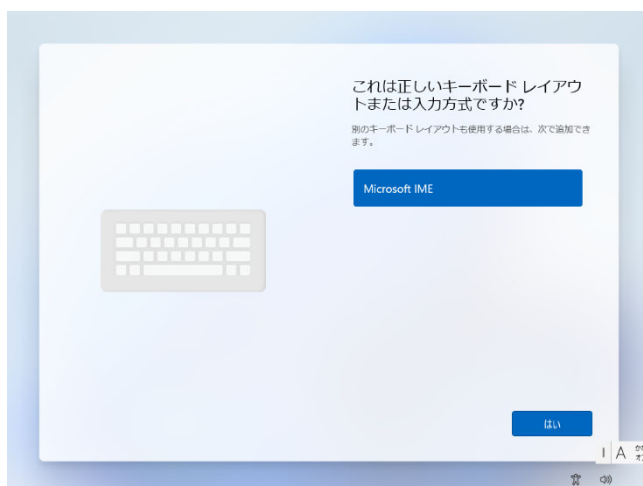 これは正しいキーボード レイアウ
トまたは入力方式ですか?
別のキーボード レイアウトも使用する場合は、次で追加でき
ます。
Microsoft IME
はい
A